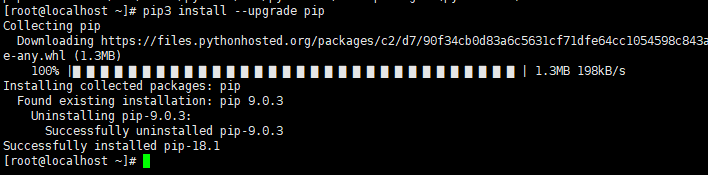 [root@localhost ~]# pip3 install --upgrade pip
Collecting pip
  Downloading https://files.pythonhosted.org/packages/c2/d7/90f34cb0d83a6c5631cf71dfe64cc1054598c843a
e-any.whl (1.3MB)
    100% |████████████████████████████████| 1.3MB 198kB/s
Installing collected packages: pip
  Found existing installation: pip 9.0.3
    Uninstalling pip-9.0.3:
      Successfully uninstalled pip-9.0.3
Successfully installed pip-18.1
[root@localhost ~]#